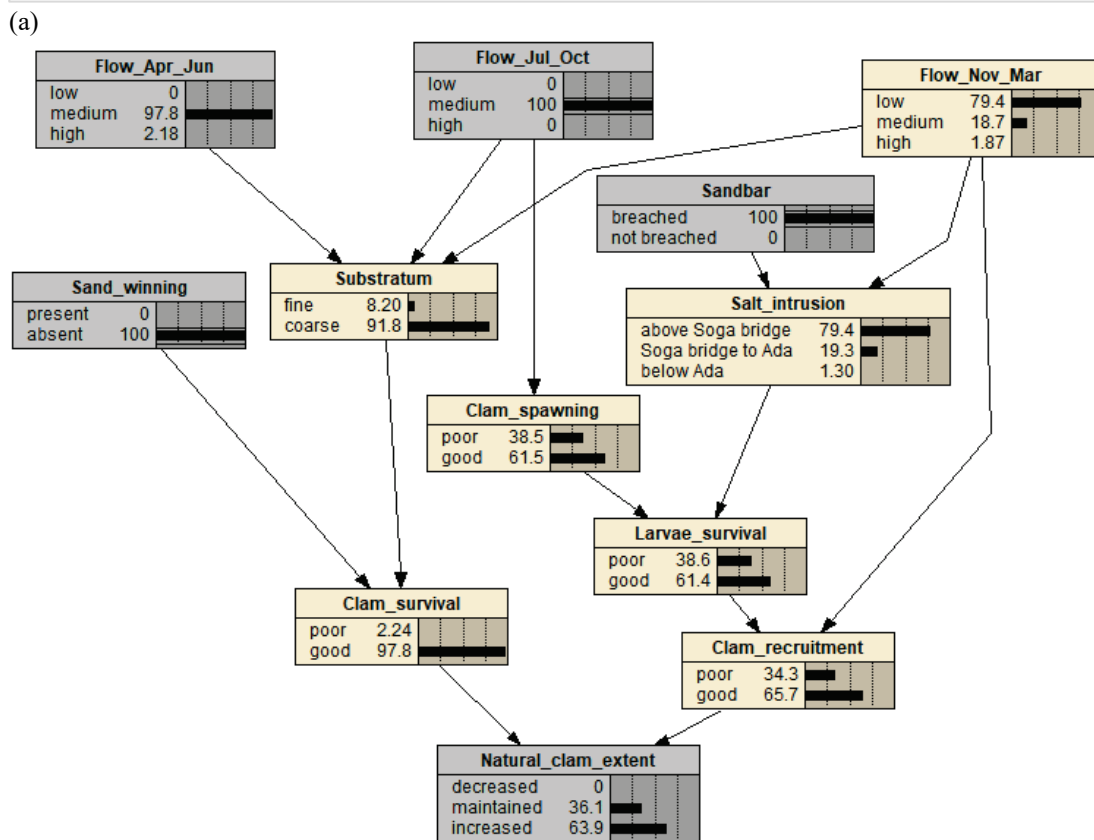 (a)
Flow_Apr_Jun
low 0
medium 97.8
high 2.18
Flow_Jul_Oct
low 0
medium 100
high 0
Flow_Nov_Mar
low 79.4
medium 18.7
high 1.87
Sandbar
breached 100
not breached 0
Sand_winning
present 0
absent 100
Substratum
fine 8.20
coarse 91.8
Salt_intrusion
above Soga bridge 79.4
Soga bridge to Ada 19.3
below Ada 1.30
Clam_spawning
poor 38.5
good 61.5
Larvae_survival
poor 38.6
good 61.4
Clam_survival
poor 2.24
good 97.8
Clam_recruitment
poor 34.3
good 65.7
Natural_clam_extent
decreased 0
maintained 36.1
increased 63.9